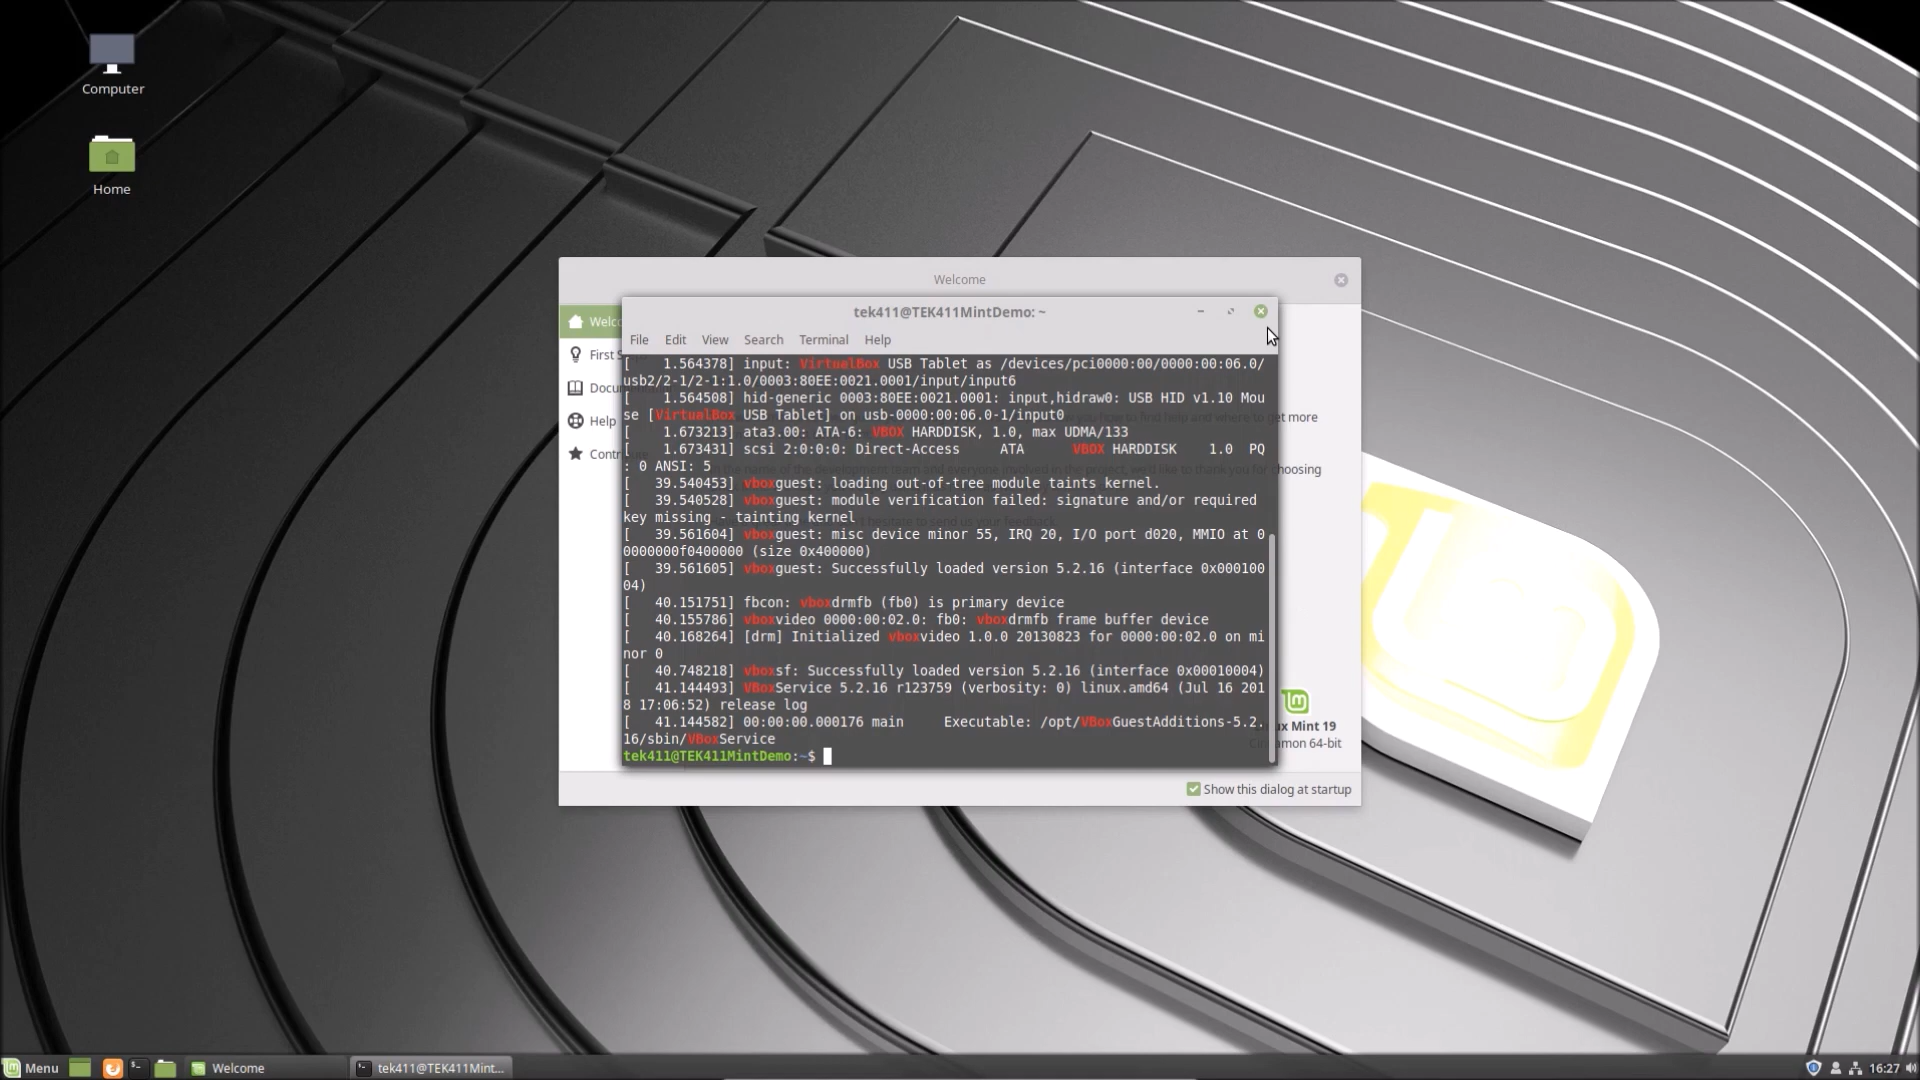 Computer
Home
Welcome
tek411@TEK411MintDemo: ~
File Edit View Search Terminal Help
[    1.564378] input: VirtualBox USB Tablet as /devices/pci0000:00/0000:00:06.0/
usb2/2-1/2-1:1.0/0003:80EE:0021.0001/input/input6
[    1.564508] hid-generic 0003:80EE:0021.0001: input,hidraw0: USB HID v1.10 Mou
se [VirtualBox USB Tablet] on usb-0000:00:06.0-1/input0
[    1.673213] ata3.00: ATA-6: VBOX HARDDISK, 1.0, max UDMA/133
[    1.673431] scsi 2:0:0:0: Direct-Access     ATA      VBOX HARDDISK    1.0  PQ
: 0 ANSI: 5
[   39.540453] vboxguest: loading out-of-tree module taints kernel.
[   39.540528] vboxguest: module verification failed: signature and/or required
key missing - tainting kernel
[   39.561604] vboxguest: misc device minor 55, IRQ 20, I/O port d020, MMIO at 0
0000000f0400000 (size 0x400000)
[   39.561605] vboxguest: Successfully loaded version 5.2.16 (interface 0x000100
04)
[   40.151751] fbcon: vboxdrmfb (fb0) is primary device
[   40.155786] vboxvideo 0000:00:02.0: fb0: vboxdrmfb frame buffer device
[   40.168264] [drm] Initialized vboxvideo 1.0.0 20130823 for 0000:00:02.0 on mi
nor 0
[   40.748218] vboxsf: Successfully loaded version 5.2.16 (interface 0x00010004)
[   41.144493] VBoxService 5.2.16 r123759 (verbosity: 0) linux.amd64 (Jul 16 201
8 17:06:52) release log
[   41.144582] 00:00:00.000176 main     Executable: /opt/VBoxGuestAdditions-5.2.
16/sbin/VBoxService
tek411@TEK411MintDemo:~$
Welc
First S
Docu
Help
Contr
more
hoosing
ux Mint 19
Cinnamon 64-bit
Show this dialog at startup
Menu
Welcome
tek411@TEK411Mint...
16:27